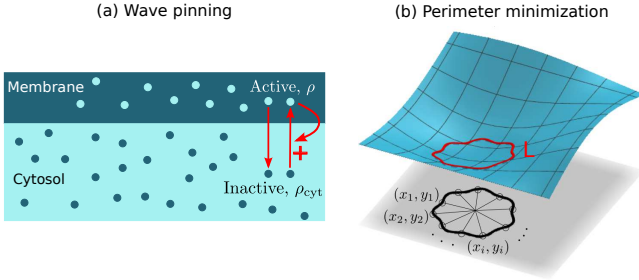 (a) Wave pinning
Membrane
Active, ρ
+
Cytosol
Inactive, ρcyt
(b) Perimeter minimization
L
(x1, y1)
(x2, y2)
(xi, yi)